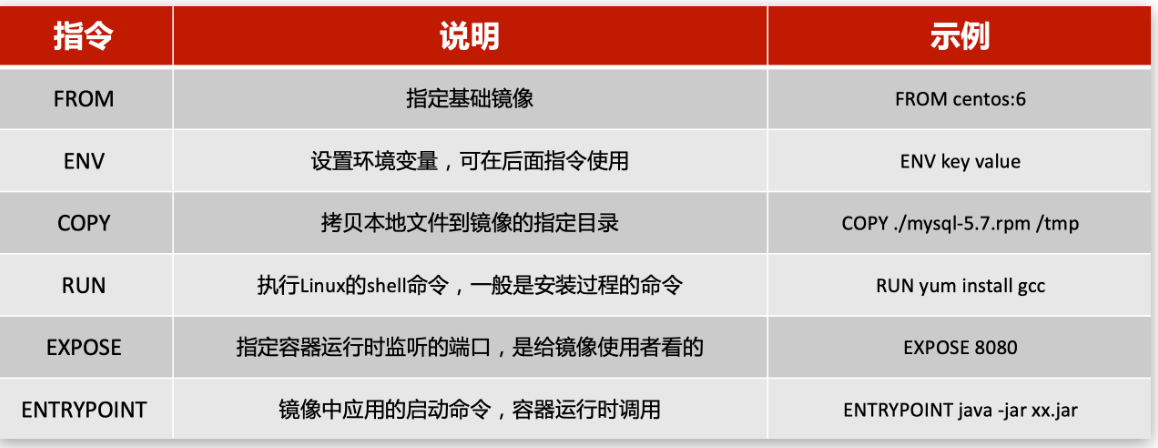 指令 说明 示例
FROM 指定基础镜像 FROM centos:6
ENV 设置环境变量，可在后面指令使用 ENV key value
COPY 拷贝本地文件到镜像的指定目录 COPY ./mysql-5.7.rpm /tmp
RUN 执行Linux的shell命令，一般是安装过程的命令 RUN yum install gcc
EXPOSE 指定容器运行时监听的端口，是给镜像使用者看的 EXPOSE 8080
ENTRYPOINT 镜像中应用的启动命令，容器运行时调用 ENTRYPOINT java -jar xx.jar